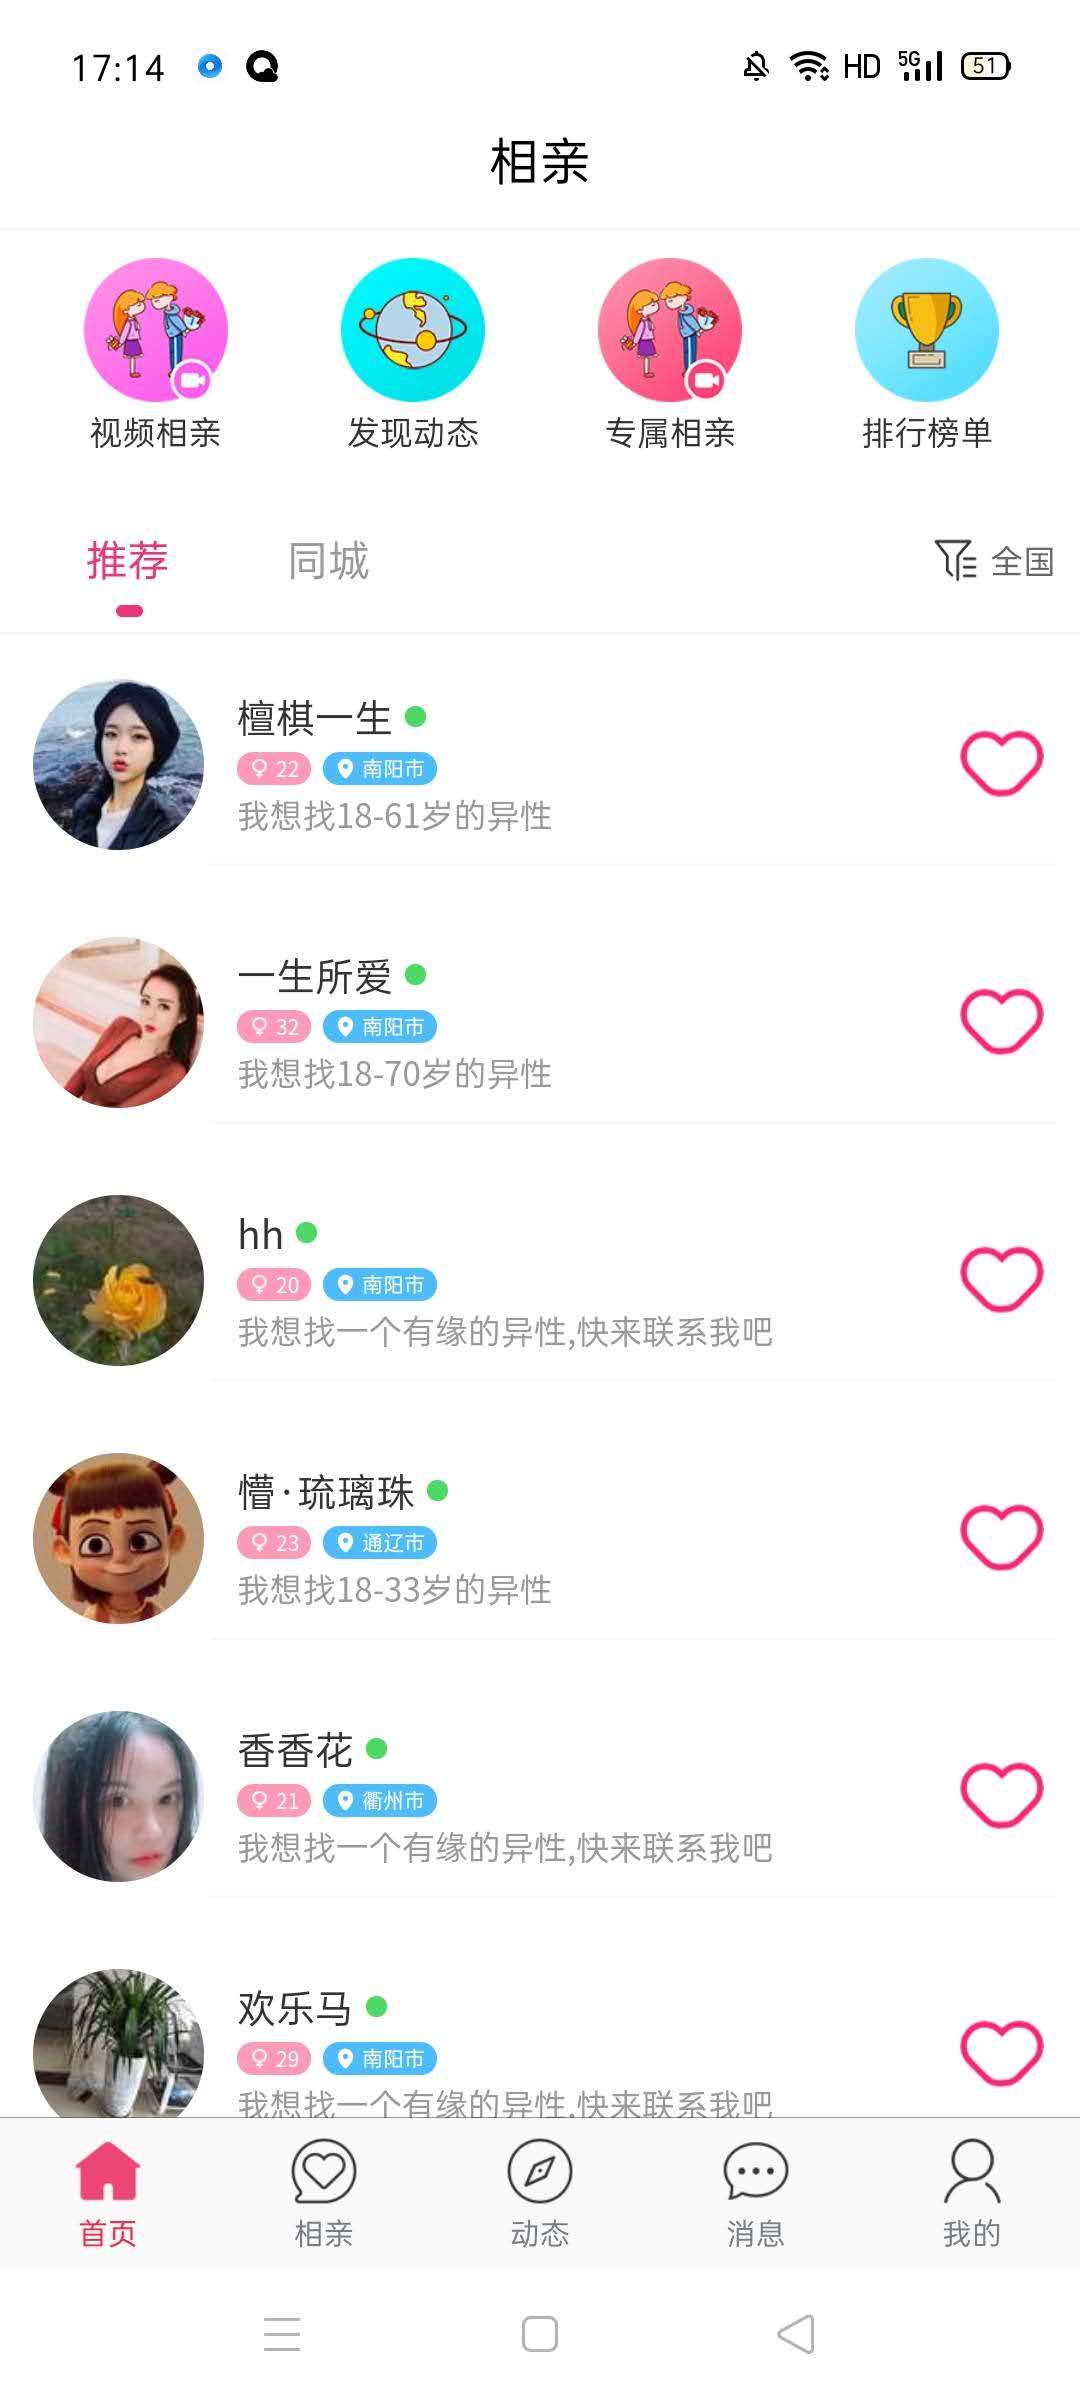 17:14
HD 5G 51
相亲
视频相亲 发现动态 专属相亲 排行榜单
推荐 同城 全国
檀棋一生
22 南阳市
我想找18-61岁的异性
一生所爱
32 南阳市
我想找18-70岁的异性
hh
20 南阳市
我想找一个有缘的异性,快来联系我吧
懵·琉璃珠
23 通辽市
我想找18-33岁的异性
香香花
21 衢州市
我想找一个有缘的异性,快来联系我吧
欢乐马
29 南阳市
我想找一个有缘的异性,快来联系我吧
首页 相亲 动态 消息 我的